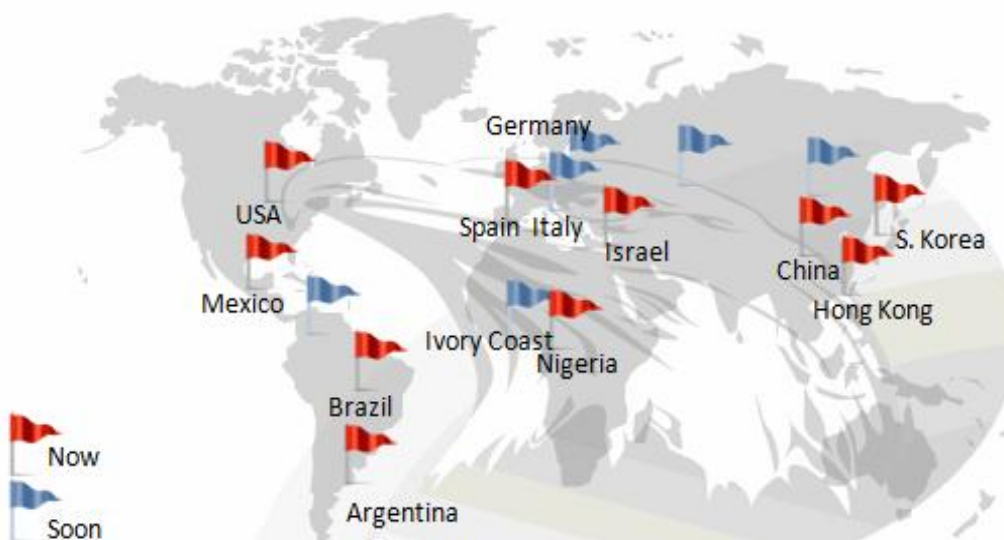 Germany
USA
Spain Italy
Israel
S. Korea
China
Mexico
Hong Kong
Ivory Coast
Nigeria
Brazil
Now
Argentina
Soon